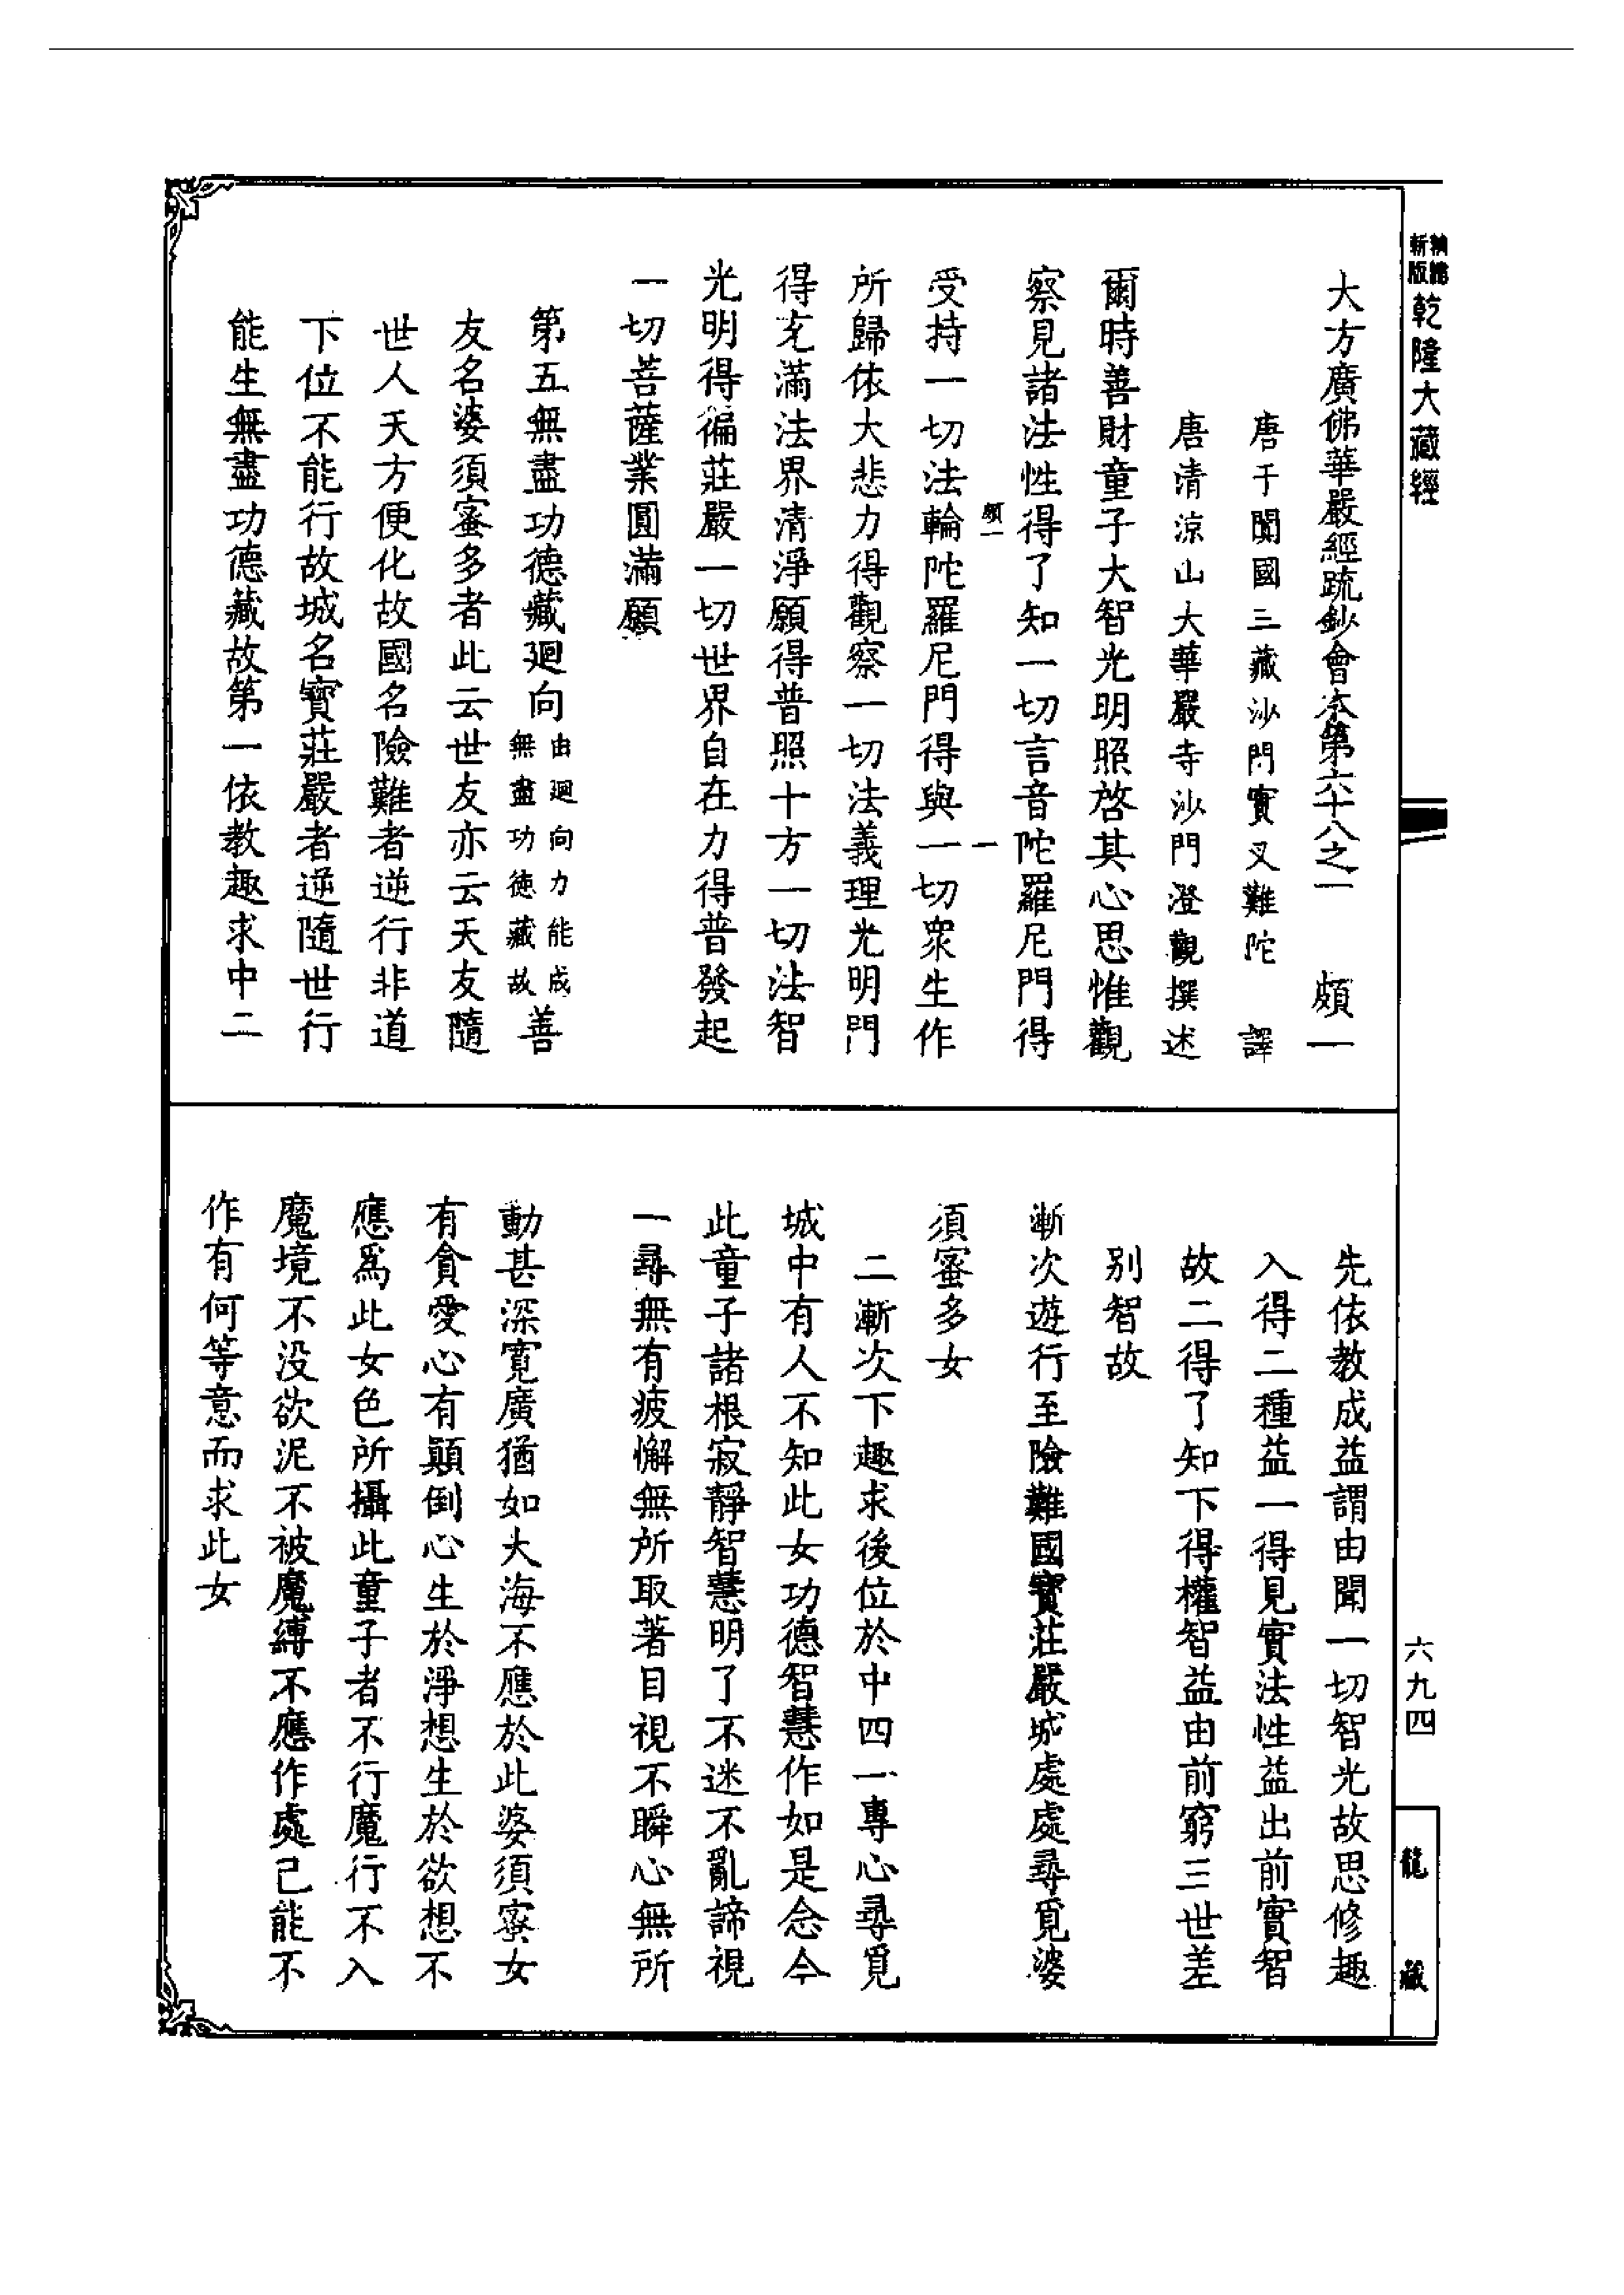 新版 精縮 乾隆大藏經
大方廣佛華嚴經疏鈔會本第六十八之一 頗一
唐于闐國三藏沙門實叉難陀 譯
唐清涼山大華嚴寺沙門澄觀撰述
爾時善財童子大智光明照啓其心思惟觀
察見諸法性得了知一切言音陀羅尼門得
頗一 一
受持一切法輪陀羅尼門得與一切衆生作
所歸依大悲力得觀察一切法義理光明門
得充滿法界清淨願得普照十方一切法智
光明得徧莊嚴一切世界自在力得普發起
一切菩薩業圓滿願
第五無盡功德藏迴向由迴向力能成無盡功德藏故善
友名婆須蜜多者此云世友亦云天友隨
世人天方便化故國名險難者逆行非道
下位不能行故城名寶莊嚴者逆隨世行
能生無盡功德藏故第一依教趣求中二
先依教成益謂由聞一切智光故思修趣
入得二種益一得見實法性益出前實智
故二得了知下得權智益由前窮三世差
别智故
漸次遊行至險難國寶莊嚴城處處尋覓婆
須蜜多女
二漸次下趣求後位於中四一專心尋覓
城中有人不知此女功德智慧作如是念今
此童子諸根寂靜智慧明了不迷不亂諦視
一尋無有疲懈無所取著目視不瞬心無所
動甚深寬廣猶如大海不應於此婆須蜜女
有貪愛心有顛倒心生於淨想生於欲想不
應爲此女色所攝此童子者不行魔行不入
魔境不没欲泥不被魔縛不應作處已能不
作有何等意而求此女
六九四
龍 藏